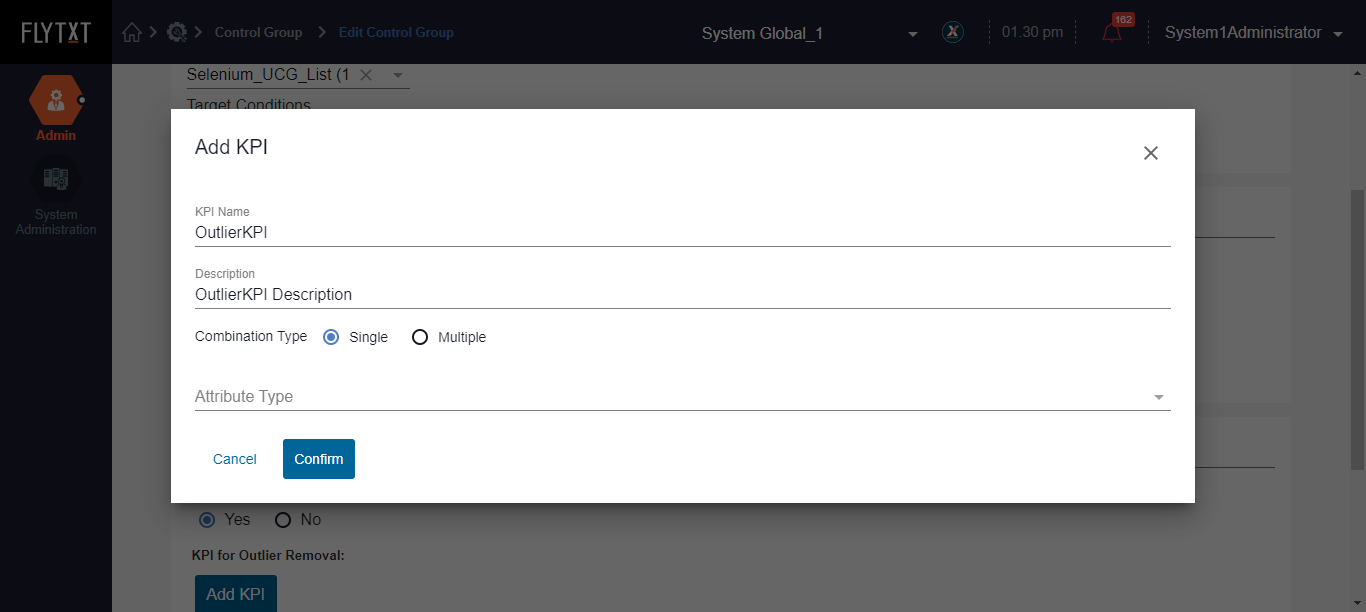 FLYTXT
Control Group
Edit Control Group
System Global_1
01.30 pm
162
System1Administrator
Admin
System
Administration
Selenium_UCG_List (1
Target Conditions
Add KPI
KPI Name
OutlierKPI
Description
OutlierKPI Description
Combination Type Single Multiple
Attribute Type
Cancel Confirm
Yes No
KPI for Outlier Removal:
Add KPI